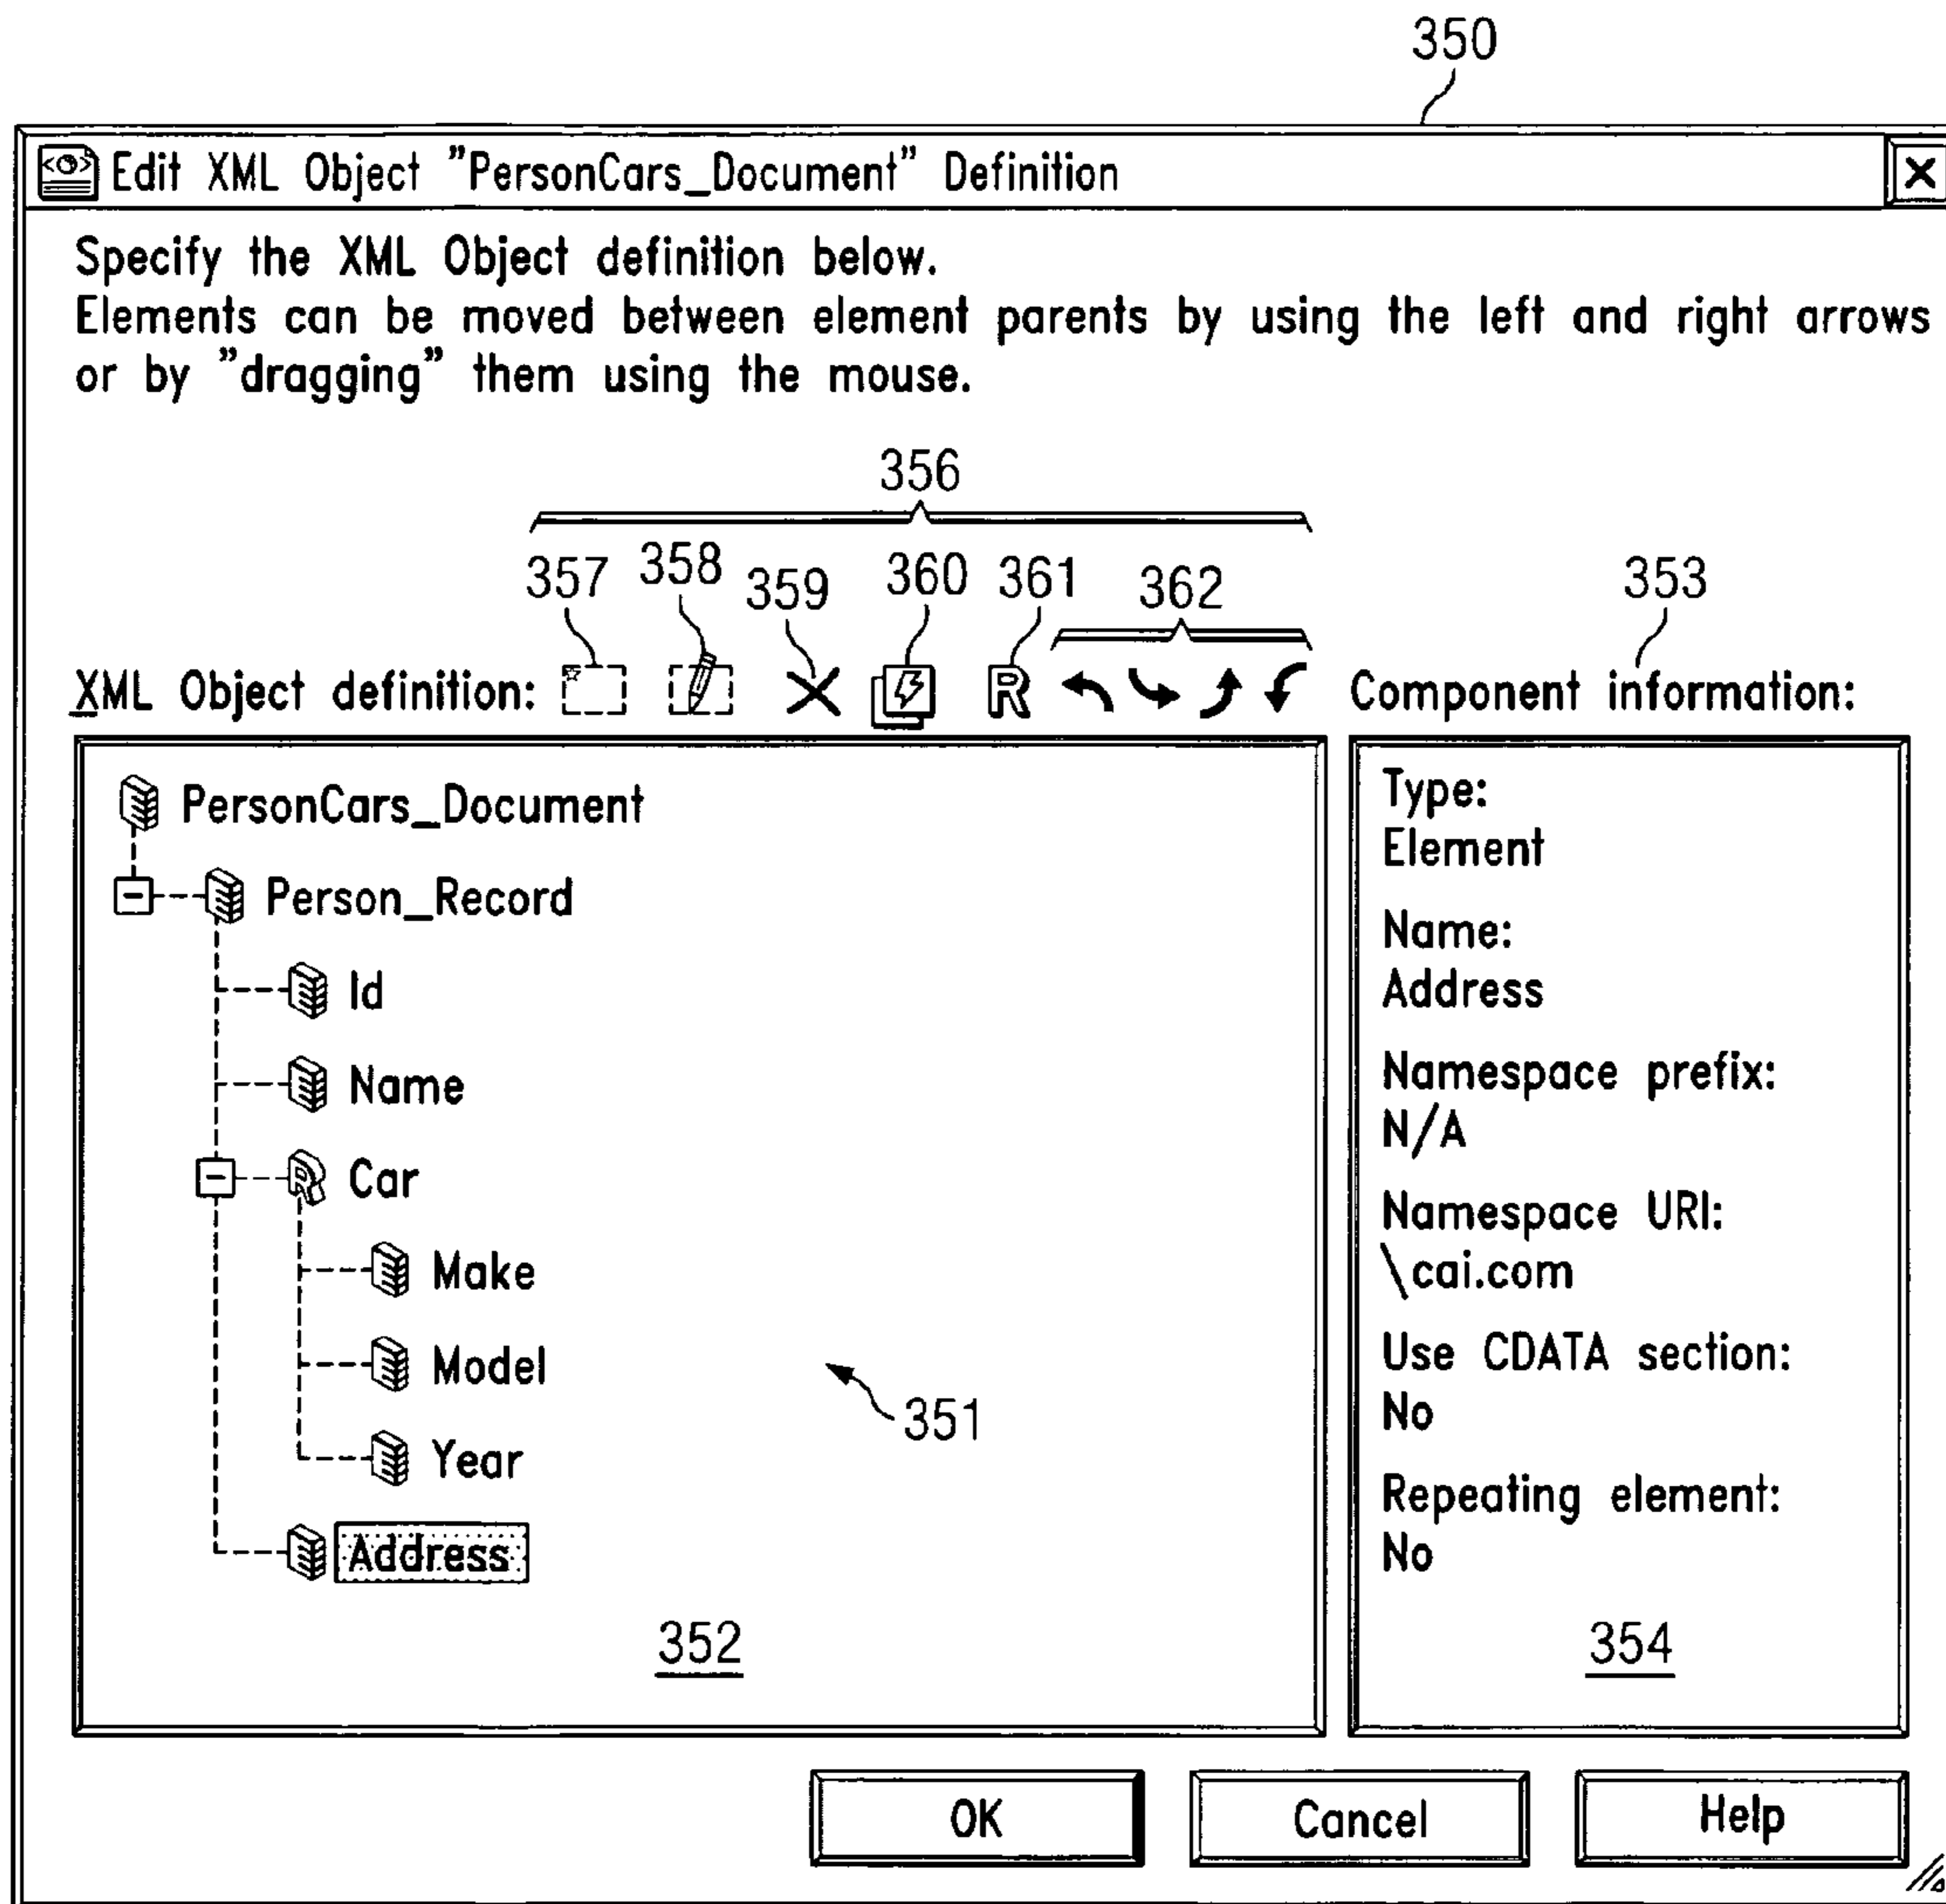 350
Edit XML Object "PersonCars_Document" Definition
Specify the XML Object definition below.
Elements can be moved between element parents by using the left and right arrows
or by "dragging" them using the mouse.
356
357 358 359 360 361 362 353
XML Object definition: R Component information:
PersonCars_Document
Person_Record
Id
Name
R Car
Make
Model
Year
Address
351
352
Type:
Element
Name:
Address
Namespace prefix:
N/A
Namespace URI:
\cai.com
Use CDATA section:
No
Repeating element:
No
354
OK Cancel Help